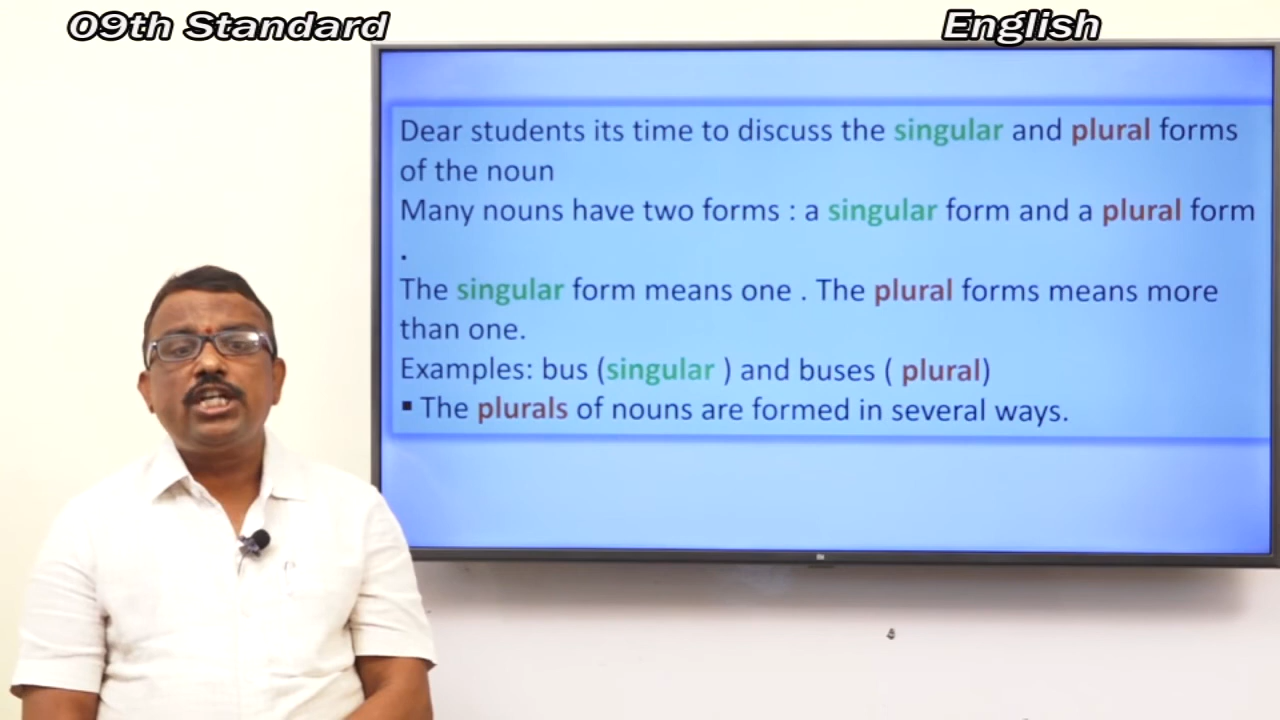 09th Standard
English
Dear students its time to discuss the singular and plural forms
of the noun
Many nouns have two forms : a singular form and a plural form
.
The singular form means one . The plural forms means more
than one.
Examples: bus (singular ) and buses ( plural)
▪ The plurals of nouns are formed in several ways.